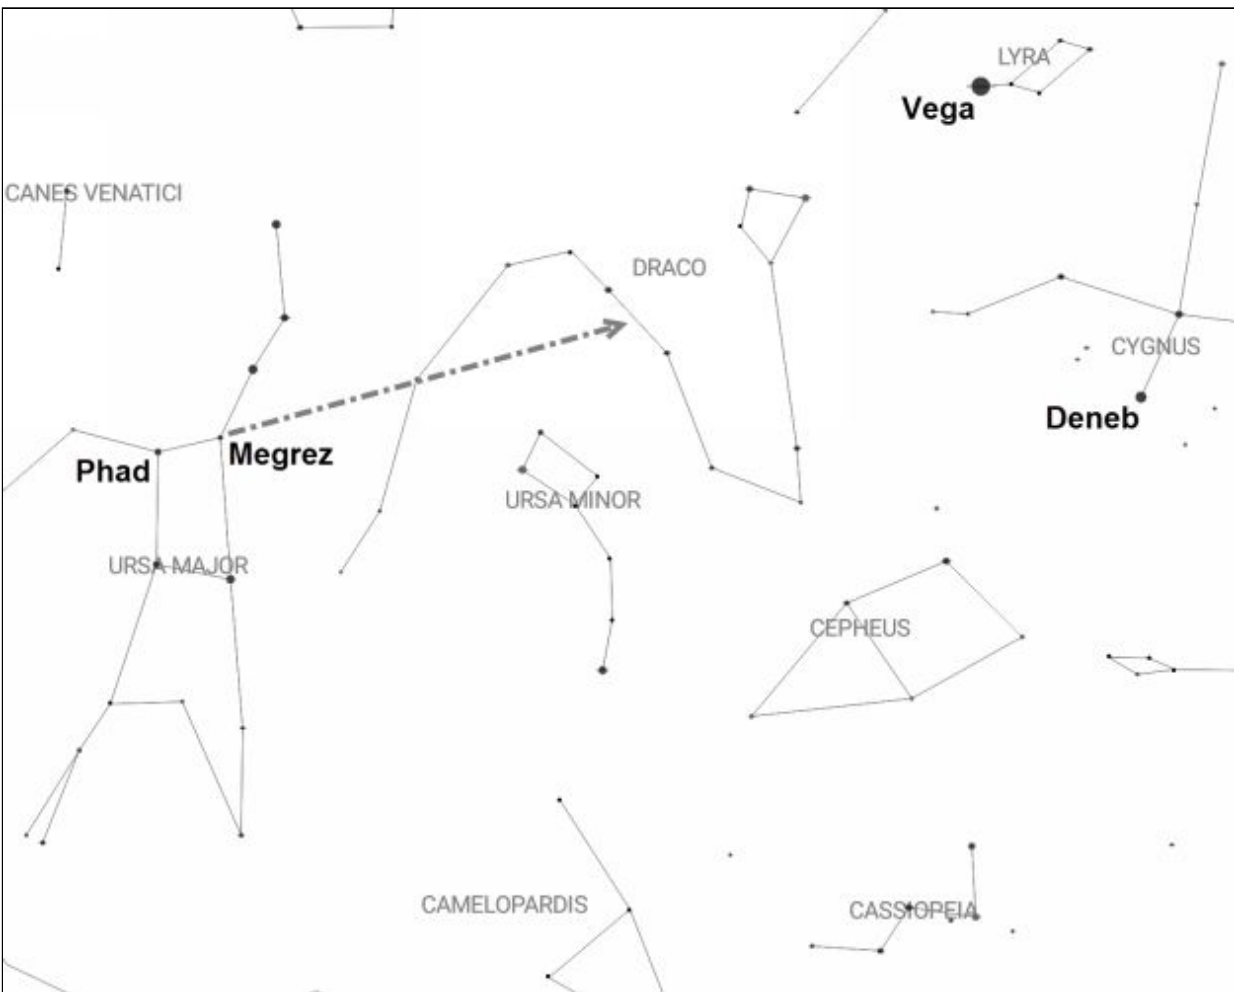 LYRA
Vega
CANES VENATICI
DRACO
CYGNUS
Deneb
Megrez
Phad
URSA MINOR
URSA MAJOR
CEPHEUS
CAMELOPARDIS
CASSIOPEIA